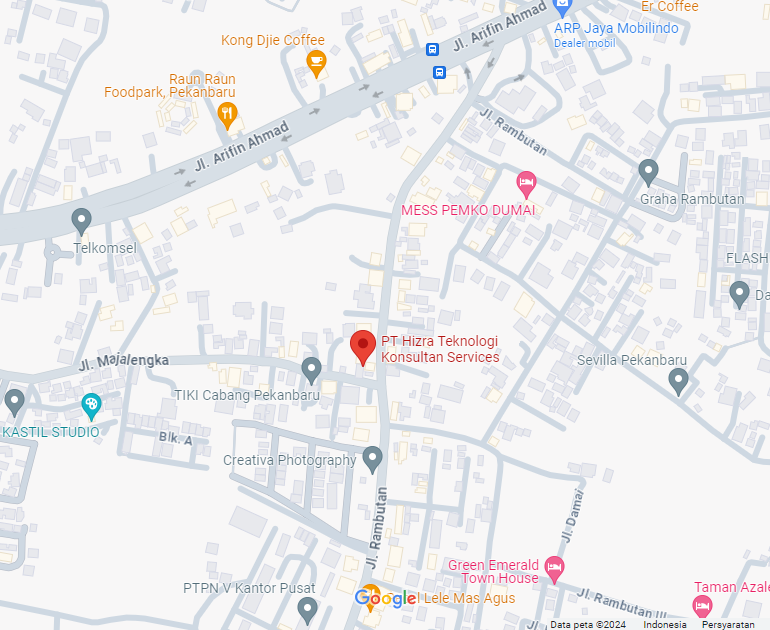 Er Coffee
Jl. Arifin Ahmad
ARP Jaya Mobilindo
Dealer mobil
Kong Djie Coffee
Raun Raun
Foodpark, Pekanbaru
Jl. Rambutan
Jl. Arifin Ahmad
Graha Rambutan
MESS PEMKO DUMAI
Telkomsel
FLASH
Da
PT Hizra Teknologi
Konsultan Services
Jl. Majalengka
Sevilla Pekanbaru
TIKI Cabang Pekanbaru
KASTIL STUDIO
Blk. A
Creativa Photography
Jl. Rambutan
Jl. Damai
Green Emerald
Town House
PTPN V Kantor Pusat
Google
Lele Mas Agus
Jl. Rambutan III
Taman Azale
Jl.
Data peta ©2024 Indonesia Persyaratan